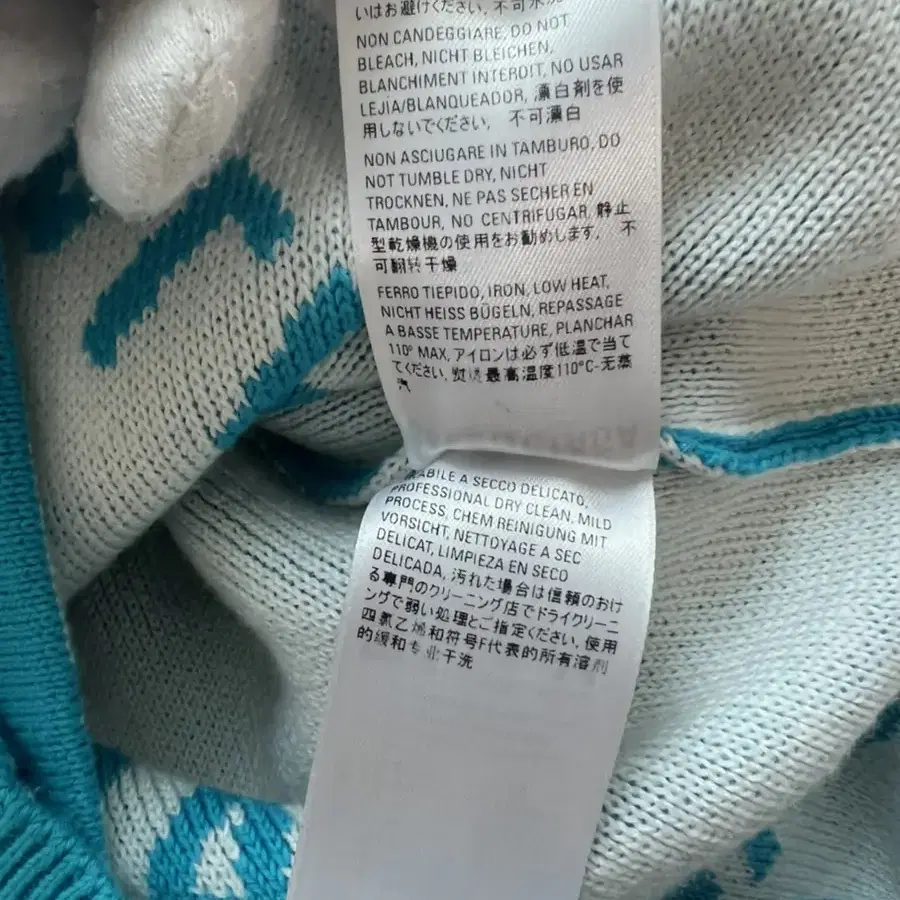 いはお避けください, 不可水洗
NON CANDEGGIARE, DO NOT
BLEACH, NICHT BLEICHEN,
BLANCHIMENT INTERDIT, NO USAR
LEJIA/BLANQUEADOR, 漂白剤を使
用しないでください, 不可漂白
NON ASCIUGARE IN TAMBURO, DO
NOT TUMBLE DRY, NICHT
TROCKNEN, NE PAS SECHER EN
TAMBOUR, NO CENTRIFUGAR, 静止
型乾燥機の使用をお勧めします, 不
可翻转干燥
FERRO TIEPIDO, IRON, LOW HEAT,
NICHT HEISS BÜGELN, REPASSAGE
A BASSE TEMPERATURE, PLANCHAR
110° MAX, アイロンは必ず低温で当て
てください, 熨烫最高温度110°C-无蒸
汽
ABILE A SECCO DELICATO,
PROFESSIONAL DRY CLEAN, MILD
PROCESS, CHEM REINIGUNG MIT
VORSICHT, NETTOYAGE A SEC
DELICAT, LIMPIEZA EN SECO
DELICADA, 汚れた場合は信頼のおけ
る専門のクリーニング店でドライクリーニ
ングで弱い処理とご指定ください, 使用
四氯乙烯和符号F代表的所有溶剂
的缓和专业干洗